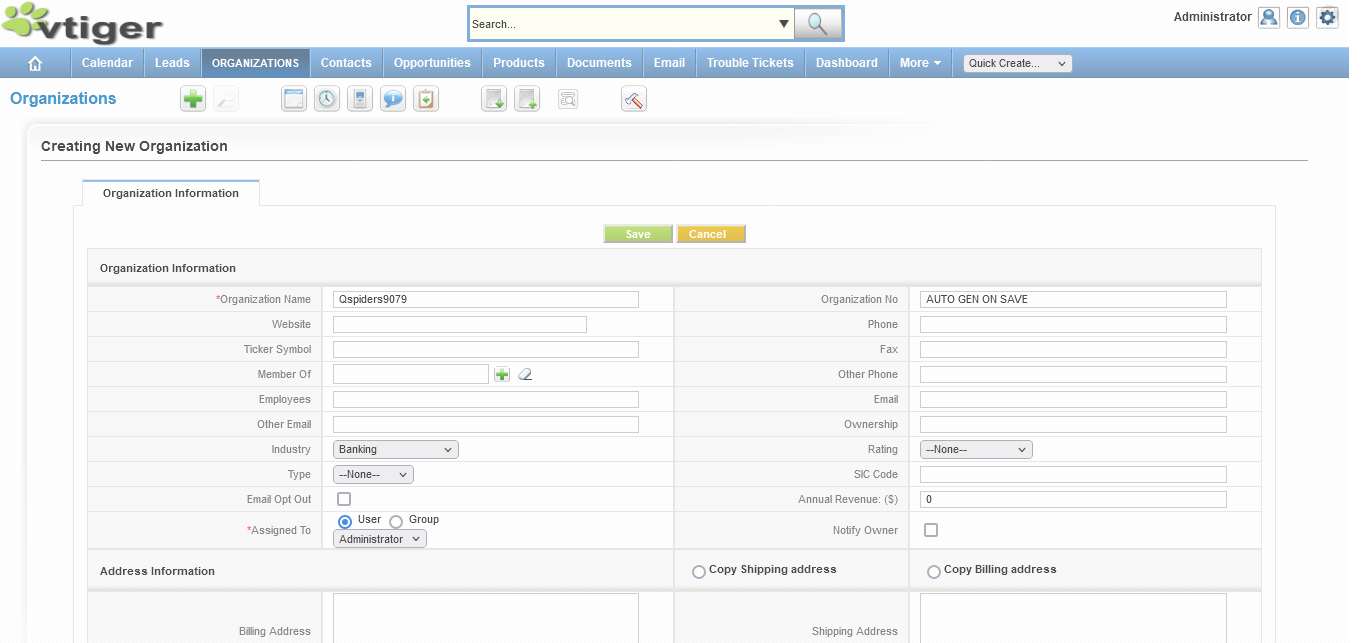 vtiger
Search...
Administrator
Calendar Leads ORGANIZATIONS Contacts Opportunities Products Documents Email Trouble Tickets Dashboard More Quick Create...
Organizations
Creating New Organization
Organization Information
Save Cancel
Organization Information
*Organization Name Qspiders9079 Organization No AUTO GEN ON SAVE
Website Phone
Ticker Symbol Fax
Member Of Other Phone
Employees Email
Other Email Ownership
Industry Banking Rating --None--
Type --None-- SIC Code
Email Opt Out Annual Revenue: ($) 0
User Group
*Assigned To Notify Owner
Administrator
Address Information Copy Shipping address Copy Billing address
Billing Address Shipping Address